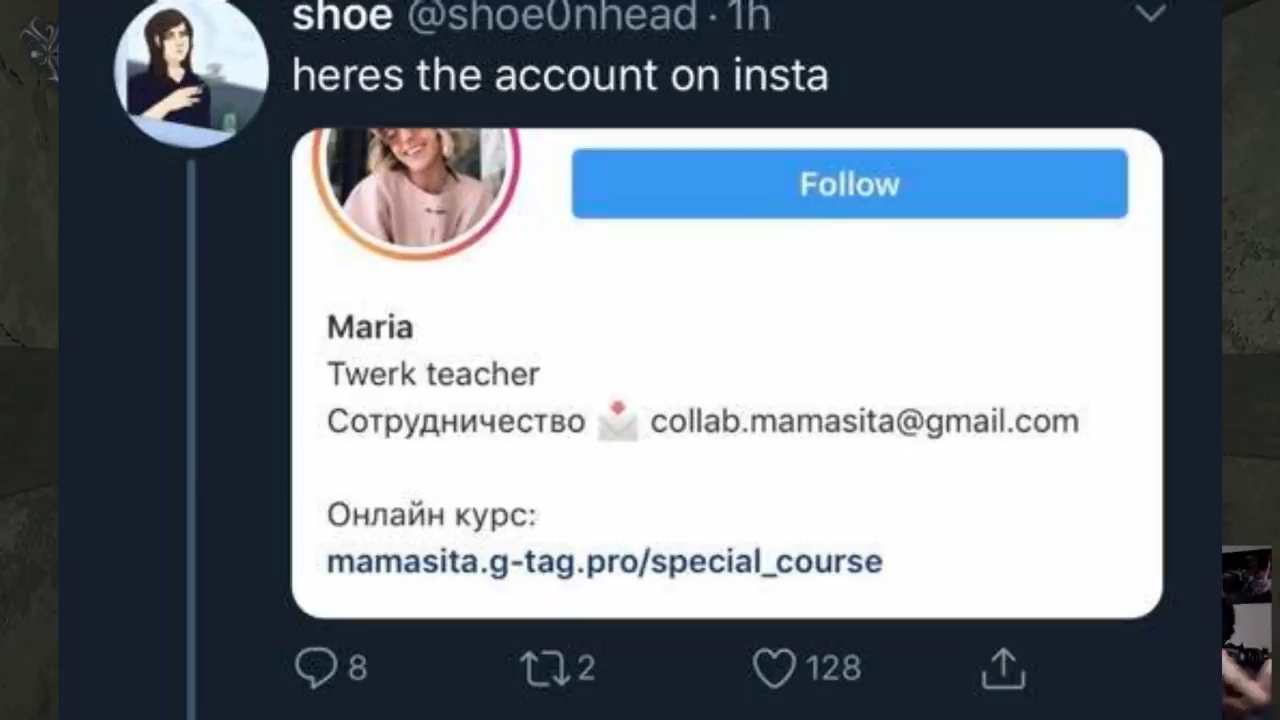 shoe @shoe0nhead · 1h
heres the account on insta
Follow
Maria
Twerk teacher
Сотрудничество 📩 collab.mamasita@gmail.com
Онлайн курс:
mamasita.g-tag.pro/special_course
8 2 128